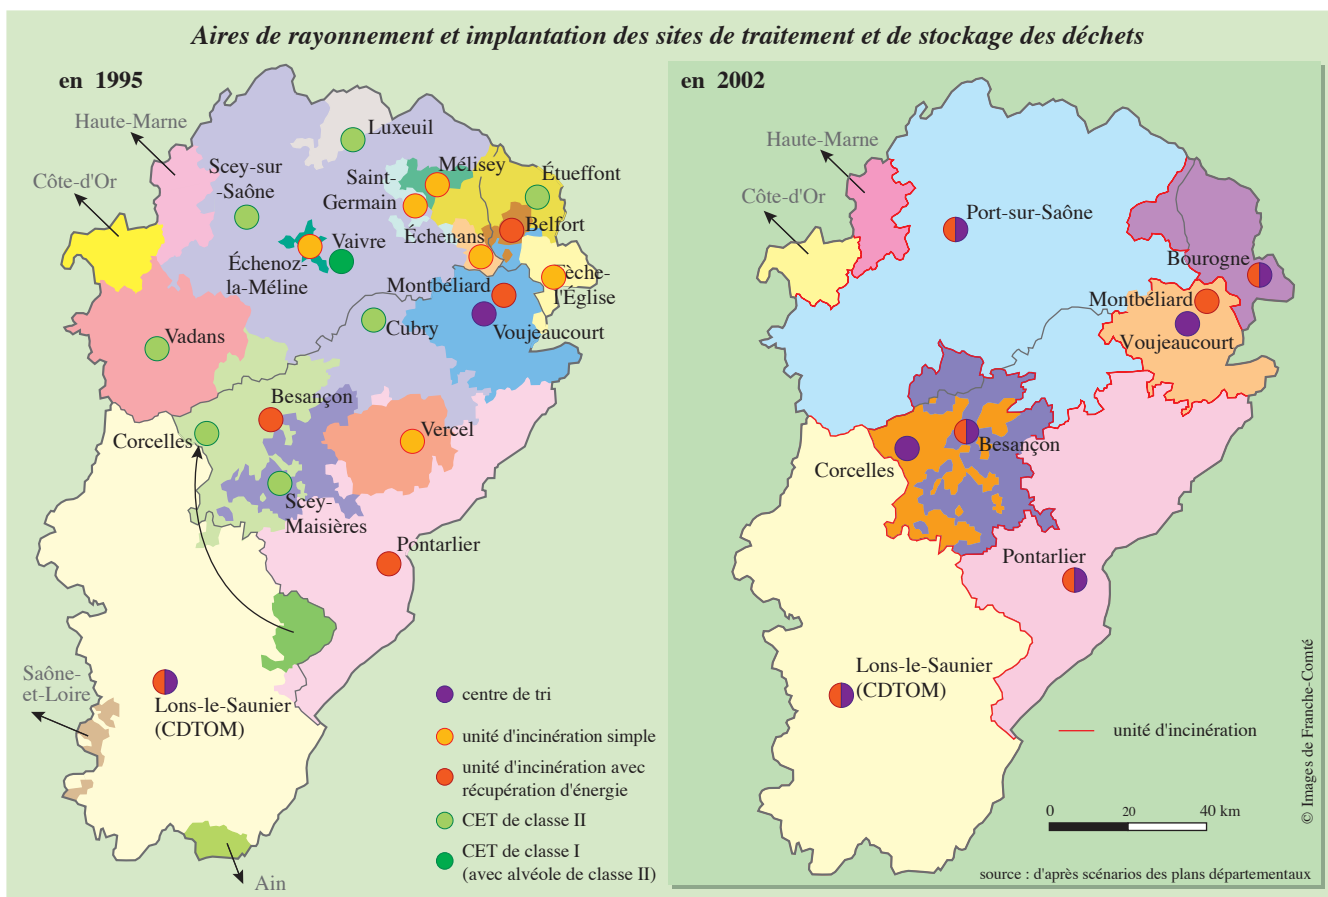 Aires de rayonnement et implantation des sites de traitement et de stockage des déchets
en 1995
Haute-Marne
Côte-d'Or
Luxeuil
Scey-sur
-Saône
Saint-
Germain
Mélisey
Étueffont
Belfort
Échenans
Vaivre
Échenoz-
la-Méline
Montbéliard
èche-
l'Église
Voujeaucourt
Cubry
Vadans
Besançon
Corcelles
Vercel
Scey-
Maisières
Pontarlier
Saône-
et-Loire
Lons-le-Saunier
(CDTOM)
Ain
centre de tri
unité d'incinération simple
unité d'incinération avec
récupération d'énergie
CET de classe II
CET de classe I
(avec alvéole de classe II)
en 2002
Haute-Marne
Côte-d'Or
Port-sur-Saône
Bourogne
Montbéliard
Voujeaucourt
Besançon
Corcelles
Pontarlier
Lons-le-Saunier
(CDTOM)
unité d'incinération
0 20 40 km
source : d'après scénarios des plans départementaux
© Images de Franche-Comté